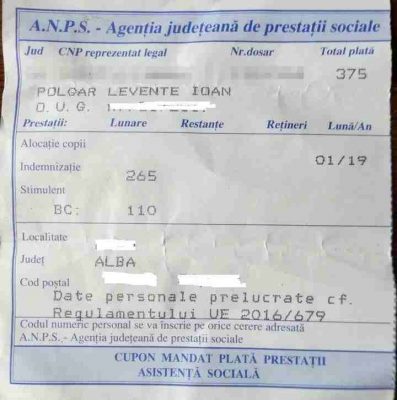 A.N.P.S. - Agenția județeană de prestații sociale
Jud CNP reprezetat legal Nr.dosar Total plată
375
POLGAR LEVENTE IOAN
O.U.G.
Prestații: Lunare Restanțe Rețineri Lună/An
Alocație copii
01/19
Indemnizație
265
Stimulent
BC: 110
Localitate
Județ ALBA
Cod poștal
Date personale prelucrate cf.
Regulamentului UE 2016/679
Codul numeric personal se va înscrie pe orice cerere adresată
A.N.P.S. - Agenția județeană de prestații sociale
CUPON MANDAT PLATĂ PRESTAȚII
ASISTENȚĂ SOCIALĂ